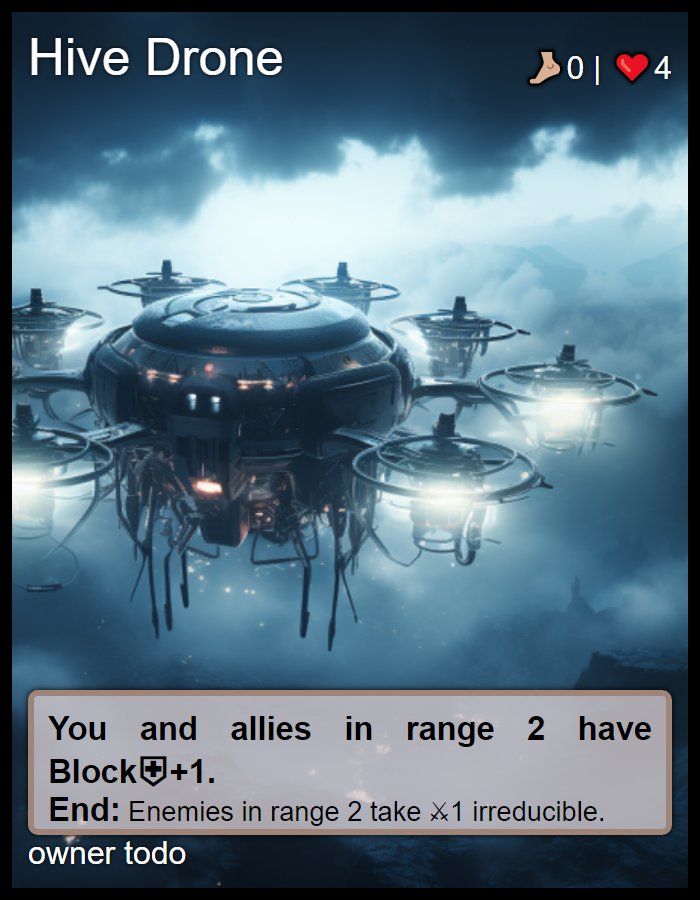 Hive Drone
🦶0 | ❤️4
You and allies in range 2 have
Block⛨+1.
End: Enemies in range 2 take ⚔1 irreducible.
owner todo